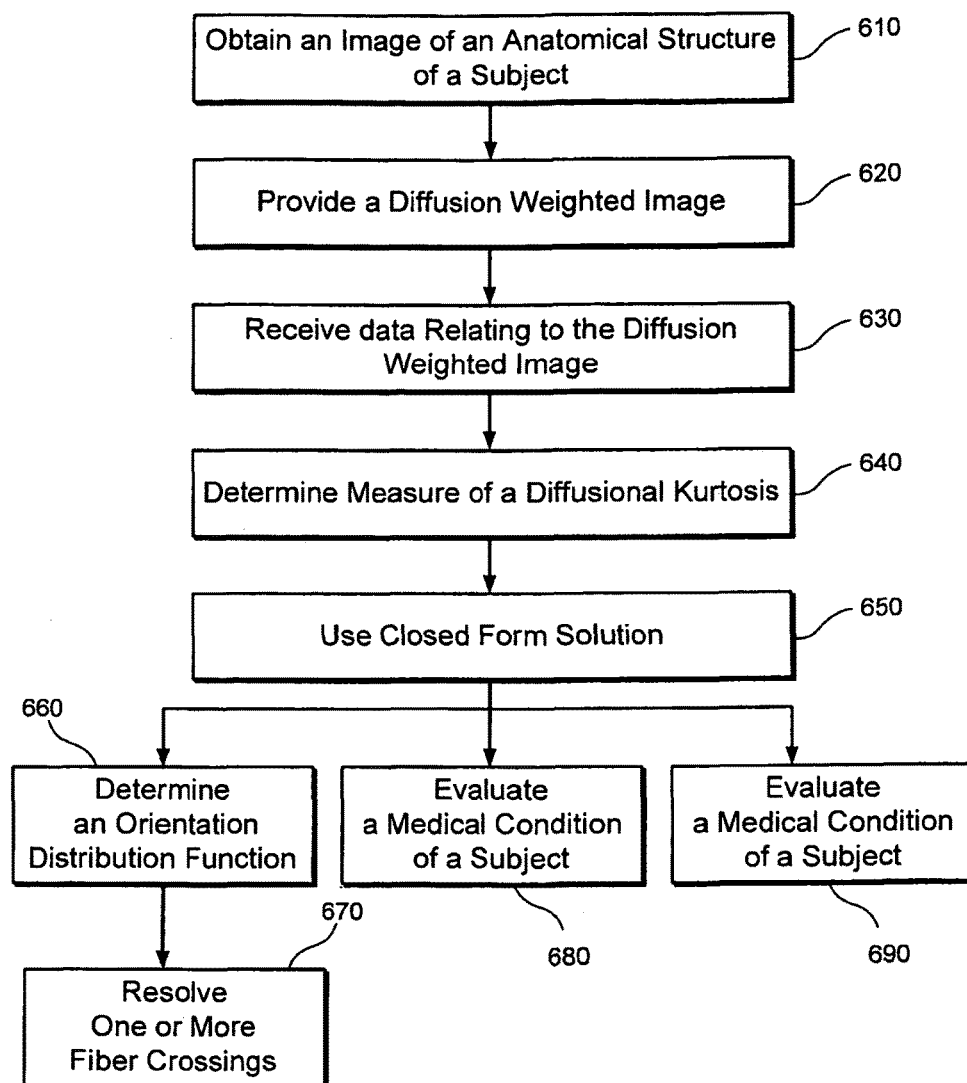 Obtain an Image of an Anatomical Structure
of a Subject
610
Provide a Diffusion Weighted Image
620
Receive data Relating to the Diffusion
Weighted Image
630
Determine Measure of a Diffusional Kurtosis
640
Use Closed Form Solution
650
660
Determine
an Orientation
Distribution Function
Evaluate
a Medical Condition
of a Subject
680
Evaluate
a Medical Condition
of a Subject
690
670
Resolve
One or More
Fiber Crossings